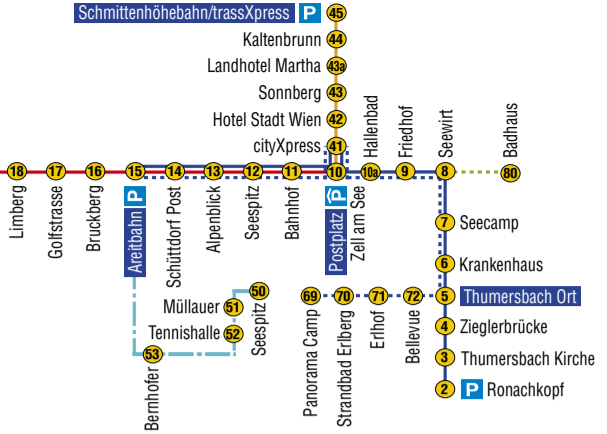 Schmittenhöhebahn/trassXpress P 45
Kaltenbrunn 44
Landhotel Martha 43a
Sonnberg 43
Hotel Stadt Wien 42
cityXpress 41
18 Limberg
17 Golfstrasse
16 Bruckberg
15 P Areitbahn
14 Schüttdorf Post
13 Alpenblick
12 Seespitz
11 Bahnhof
10 P Postplatz
Zell am See
10a Hallenbad
9 Friedhof
8 Seewirt
80 Badhaus
7 Seecamp
6 Krankenhaus
5 Thumersbach Ort
4 Zieglerbrücke
3 Thumersbach Kirche
2 P Ronachkopf
69 Panorama Camp
70 Strandbad Erlberg
71 Erlhof
72 Bellevue
50 Seespitz
Müllauer 51
Tennishalle 52
53 Bernhofer